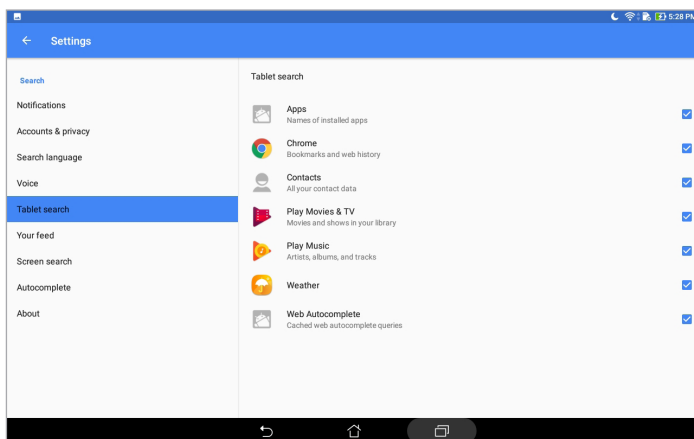 5:28 PM
Settings
Search
Notifications
Accounts & privacy
Search language
Voice
Tablet search
Your feed
Screen search
Autocomplete
About
Tablet search
Apps
Names of installed apps
Chrome
Bookmarks and web history
Contacts
All your contact data
Play Movies & TV
Movies and shows in your library
Play Music
Artists, albums, and tracks
Weather
Web Autocomplete
Cached web autocomplete queries